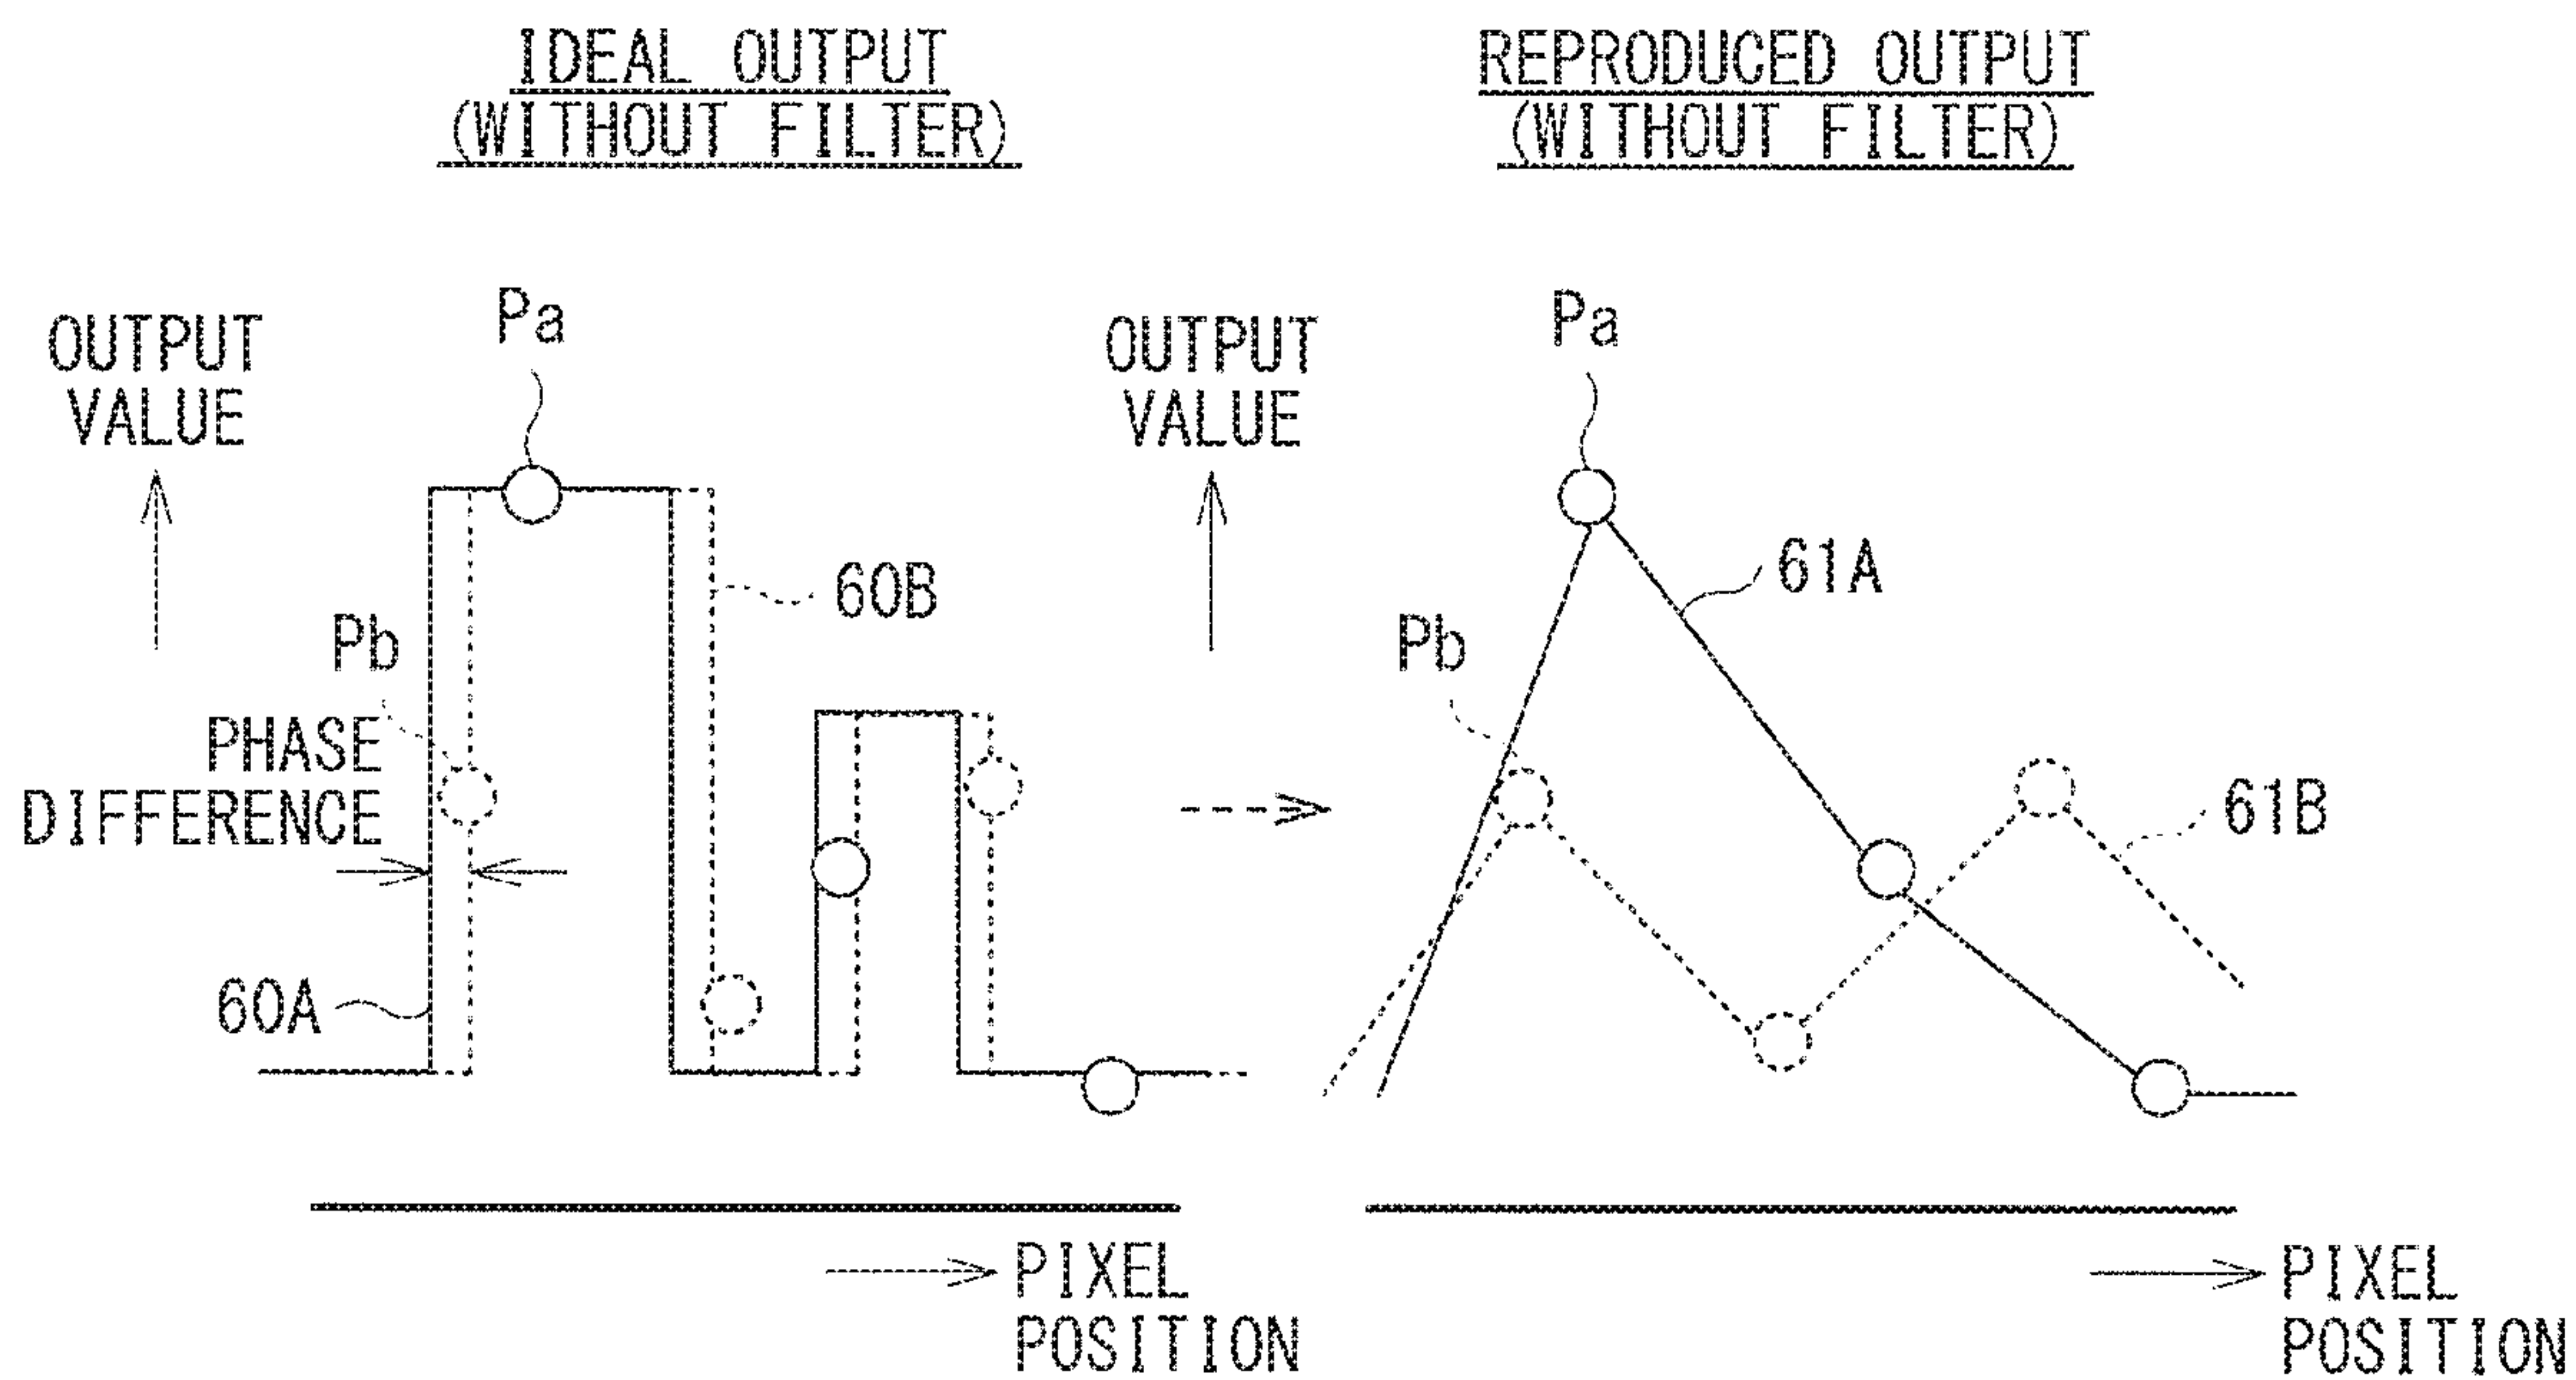 IDEAL OUTPUT
(WITHOUT FILTER)
OUTPUT
VALUE
Pa
Pb
PHASE
DIFFERENCE
60A
60B
PIXEL
POSITION
REPRODUCED OUTPUT
(WITHOUT FILTER)
OUTPUT
VALUE
Pa
Pb
61A
61B
PIXEL
POSITION